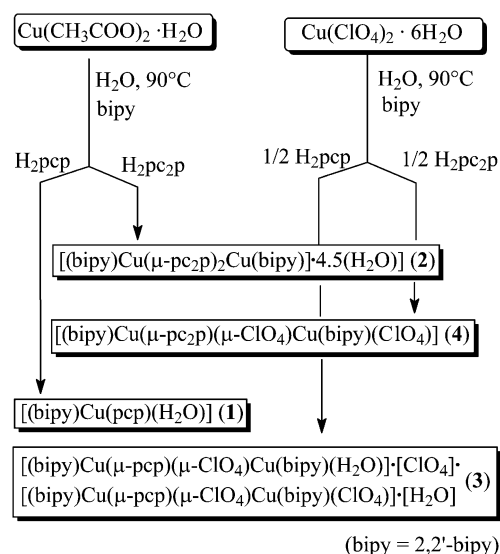 Cu(CH3COO)2 ·H2O
Cu(ClO4)2 · 6H2O
H2O, 90°C
bipy
H2O, 90°C
bipy
H2pcp
H2pc2p
1/2 H2pcp
1/2 H2pc2p
[(bipy)Cu(μ-pc2p)2Cu(bipy)]·4.5(H2O)] (2)
[(bipy)Cu(μ-pc2p)(μ-ClO4)Cu(bipy)(ClO4)] (4)
[(bipy)Cu(pcp)(H2O)] (1)
[(bipy)Cu(μ-pcp)(μ-ClO4)Cu(bipy)(H2O)]·[ClO4]·
[(bipy)Cu(μ-pcp)(μ-ClO4)Cu(bipy)(ClO4)]·[H2O]
(3)
(bipy = 2,2'-bipy)